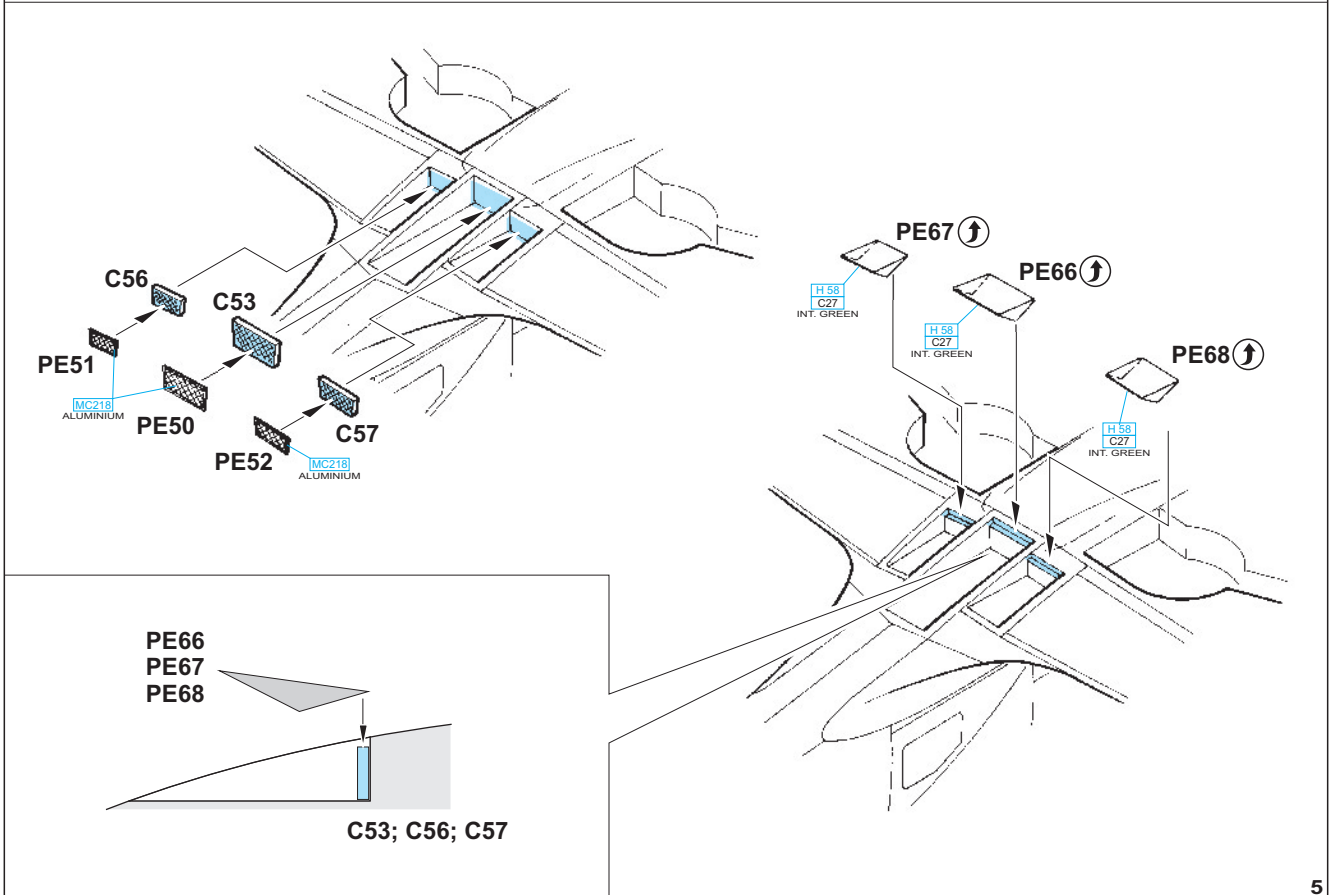 C56
C53
PE51
MC218
ALUMINIUM
PE50
C57
PE52
MC218
ALUMINIUM
PE67
H 58
C27
INT. GREEN
PE66
H 58
C27
INT. GREEN
PE68
H 58
C27
INT. GREEN
PE66
PE67
PE68
C53; C56; C57
5